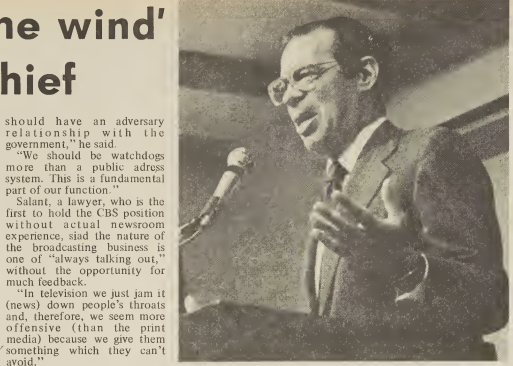 he wind'
hief
should have an adversary
relationship with the
government," he said.
"We should be watchdogs
more than a public adress
system. This is a fundamental
part of our function."
Salant, a lawyer, who is the
first to hold the CBS position
without actual newsroom
experience, siad the nature of
the broadcasting business is
one of "always talking out,"
without the opportunity for
much feedback.
"In television we just jam it
(news) down people's throats
and, therefore, we seem more
offensive (than the print
media) because we give them
something which they can't
avoid."